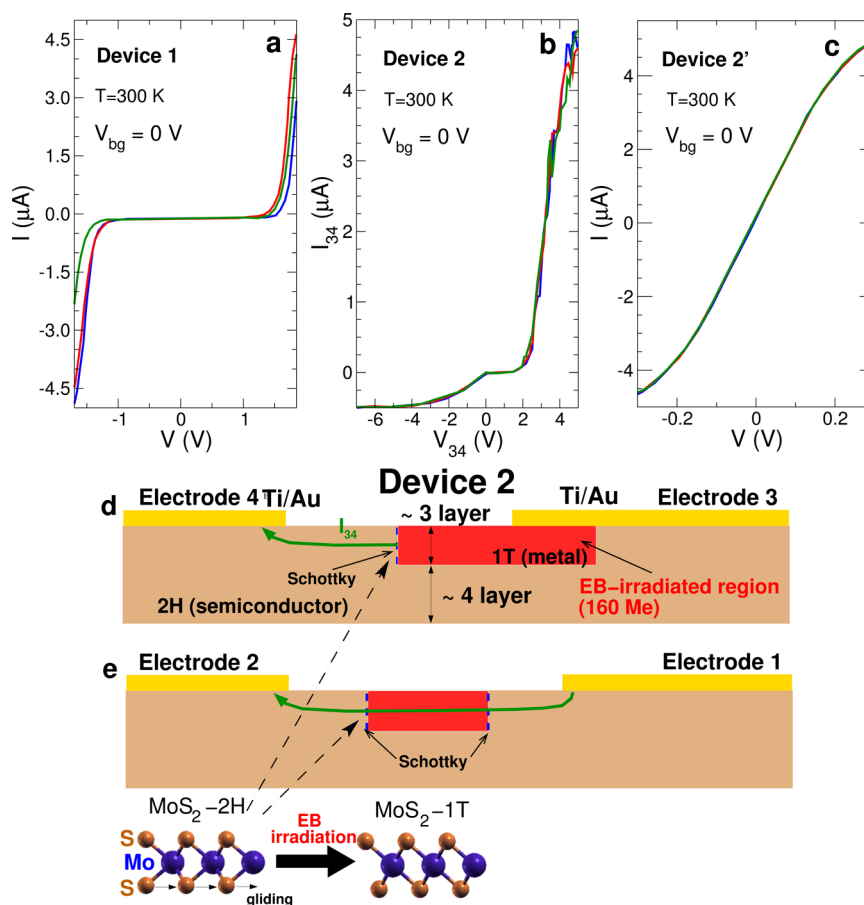 a
Device 1
T=300 K
V_bg = 0 V
4.5
3.0
1.5
0.0
-1.5
-3.0
-4.5
I (μA)
-1
0
1
V (V)
b
Device 2
T=300 K
V_bg = 0 V
5
4
3
2
1
0
I_34 (μA)
-6
-4
-2
0
2
4
V_34 (V)
c
Device 2'
T=300 K
V_bg = 0 V
4
2
0
-2
-4
I (μA)
-0.2
0
0.2
V (V)
Device 2
d
Electrode 4
Ti/Au
Ti/Au
Electrode 3
I_34
~ 3 layer
Schottky
1T (metal)
2H (semiconductor)
~ 4 layer
EB-irradiated region
(160 Me)
e
Electrode 2
Electrode 1
Schottky
MoS2-2H
EB
irradiation
MoS2-1T
S
Mo
S
gliding